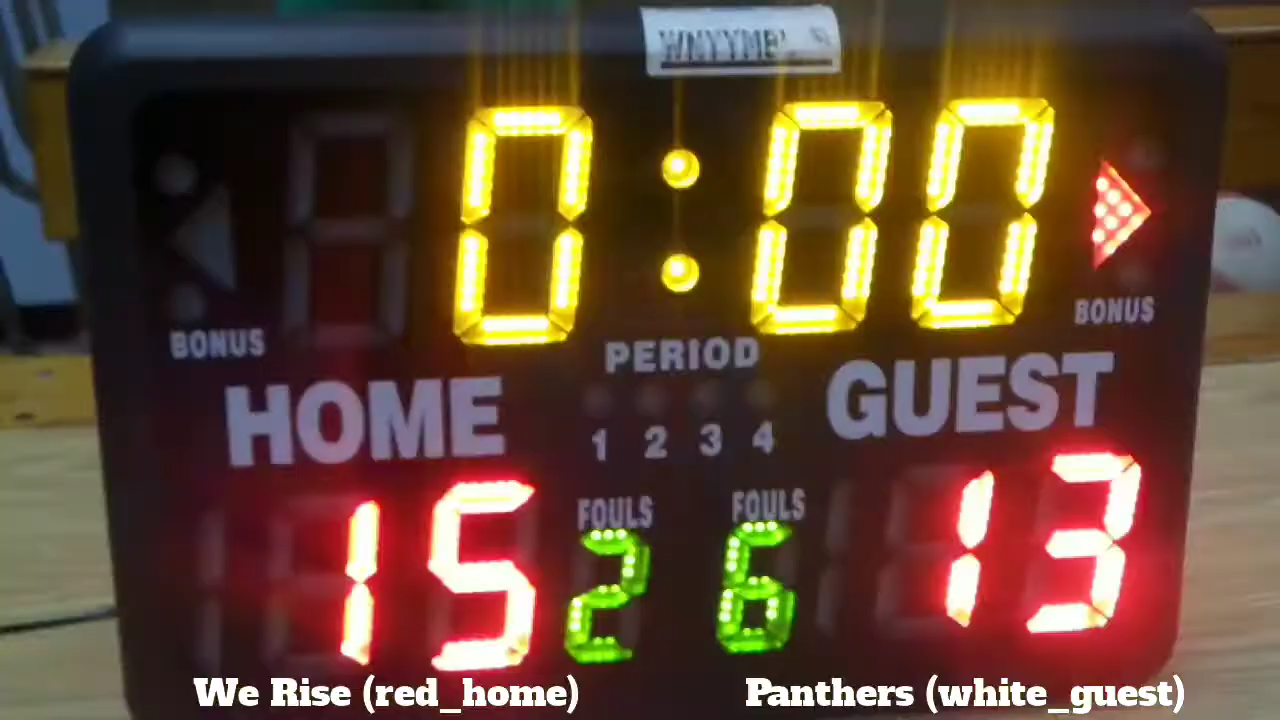 0:00
BONUS
PERIOD
BONUS
HOME
GUEST
1 2 3 4
FOULS
FOULS
15
2
6
13
We Rise (red_home)
Panthers (white_guest)